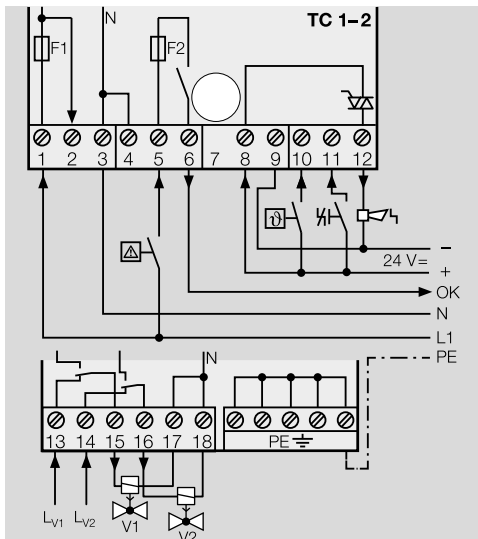 TC 1–2
F1
N
F2
1 2 3 4 5 6 7 8 9 10 11 12
ϑ
–
24 V=
+
OK
N
L1
PE
N
13 14 15 16 17 18
PE
LV1 LV2 V1 V2